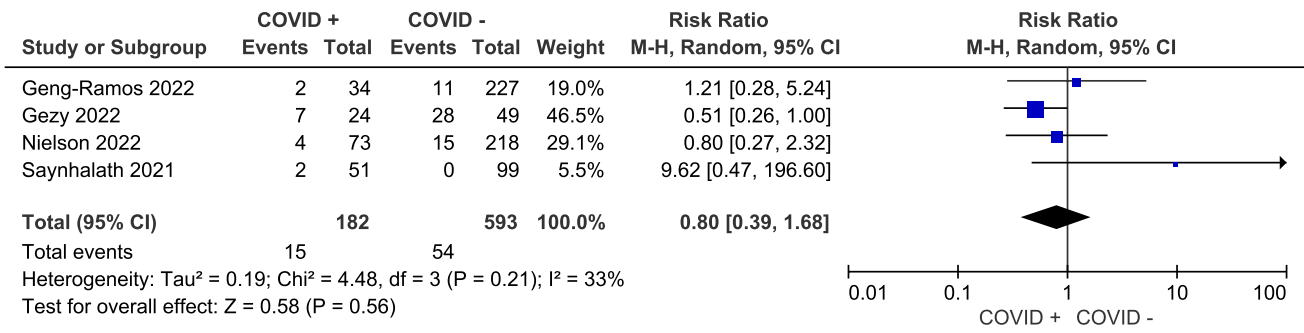 COVID + COVID - Risk Ratio Risk Ratio
Study or Subgroup Events Total Events Total Weight M-H, Random, 95% CI M-H, Random, 95% CI
Geng-Ramos 2022 2 34 11 227 19.0% 1.21 [0.28, 5.24]
Gezy 2022 7 24 28 49 46.5% 0.51 [0.26, 1.00]
Nielson 2022 4 73 15 218 29.1% 0.80 [0.27, 2.32]
Saynhalath 2021 2 51 0 99 5.5% 9.62 [0.47, 196.60]
Total (95% CI) 182 593 100.0% 0.80 [0.39, 1.68]
Total events 15 54
Heterogeneity: Tau² = 0.19; Chi² = 4.48, df = 3 (P = 0.21); I² = 33%
Test for overall effect: Z = 0.58 (P = 0.56)
0.01 0.1 1 10 100
COVID + COVID -